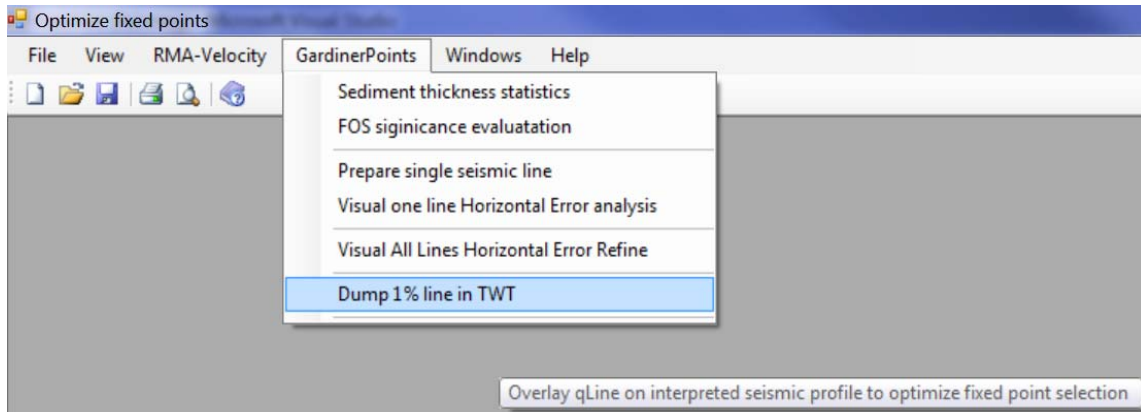 Optimize fixed points
File View RMA-Velocity GardinerPoints Windows Help
Sediment thickness statistics
FOS siginicance evaluatation
Prepare single seismic line
Visual one line Horizontal Error analysis
Visual All Lines Horizontal Error Refine
Dump 1% line in TWT
Overlay qLine on interpreted seismic profile to optimize fixed point selection